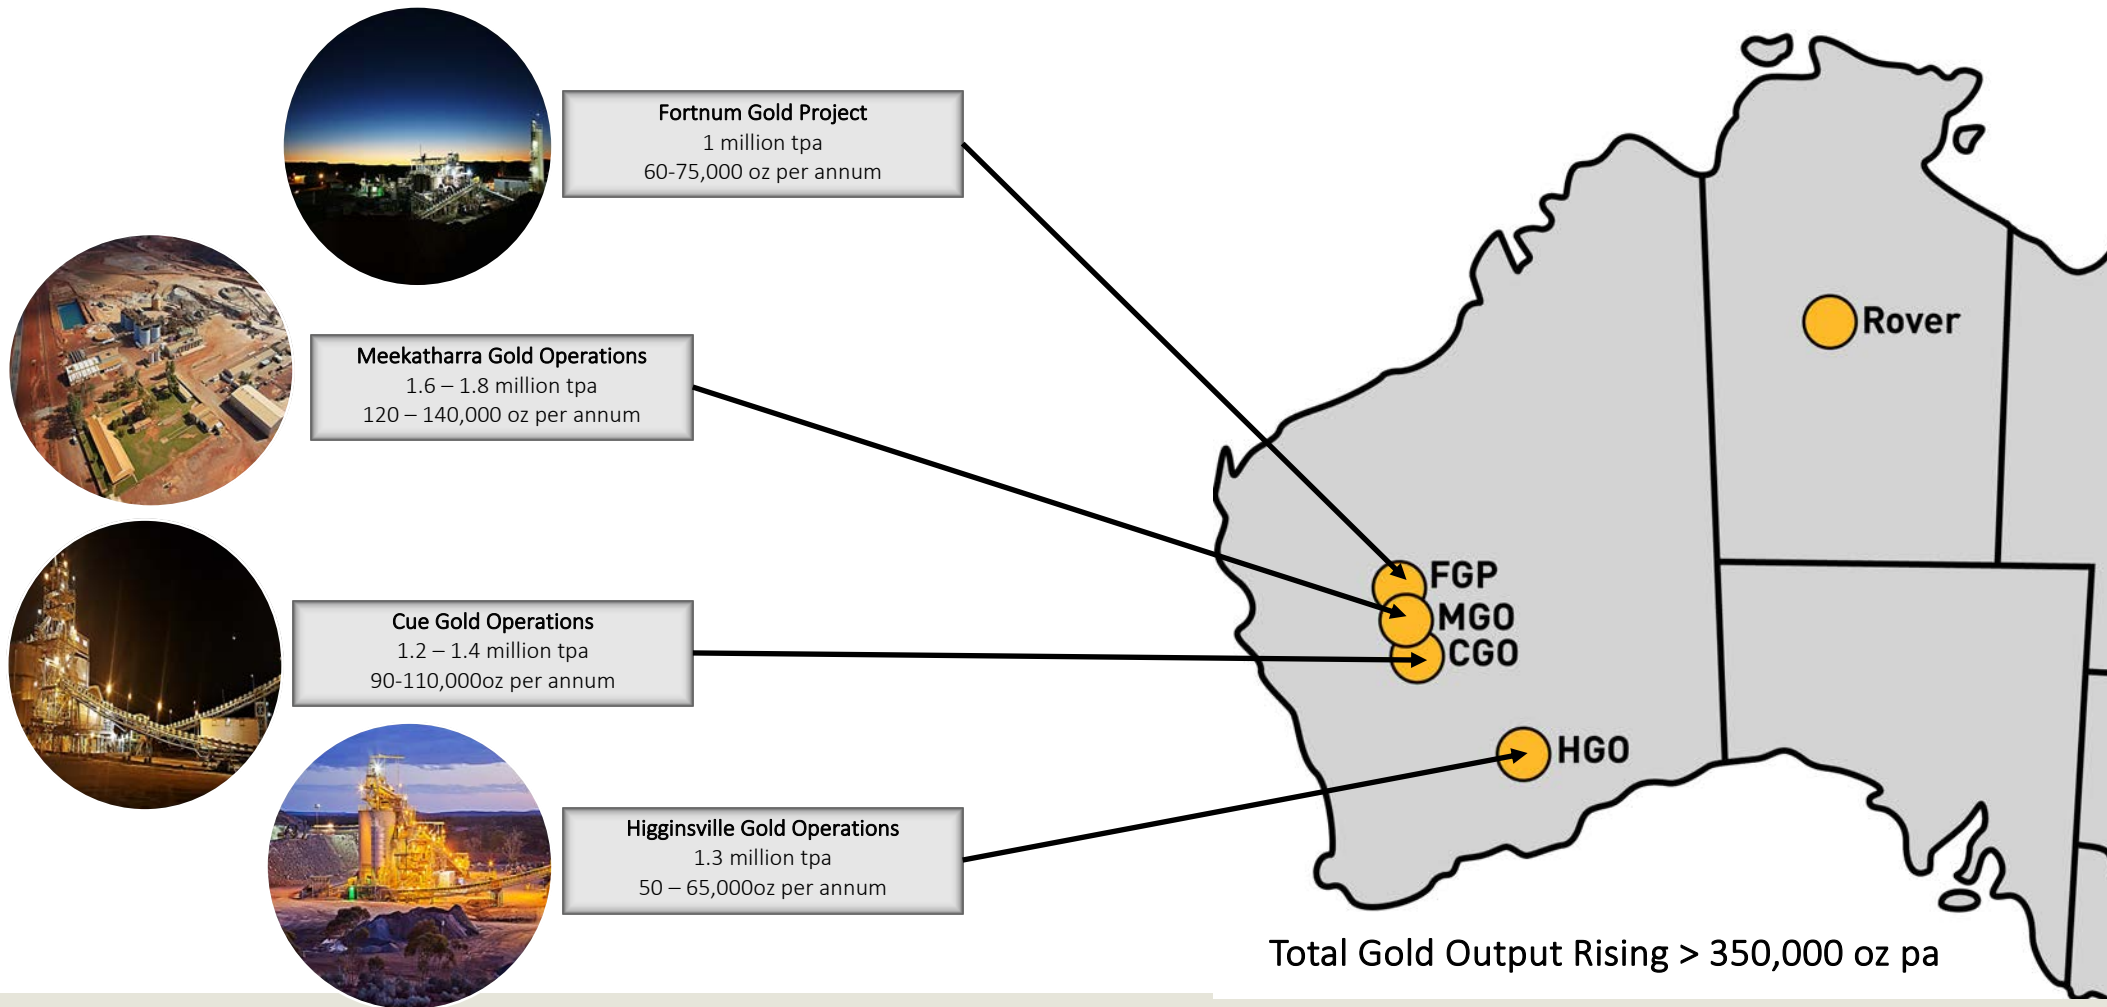 Fortnum Gold Project
1 million tpa
60-75,000 oz per annum
Meekatharra Gold Operations
1.6 – 1.8 million tpa
120 – 140,000 oz per annum
Cue Gold Operations
1.2 – 1.4 million tpa
90-110,000oz per annum
Higginsville Gold Operations
1.3 million tpa
50 – 65,000oz per annum
Rover
FGP
MGO
CGO
HGO
Total Gold Output Rising > 350,000 oz pa